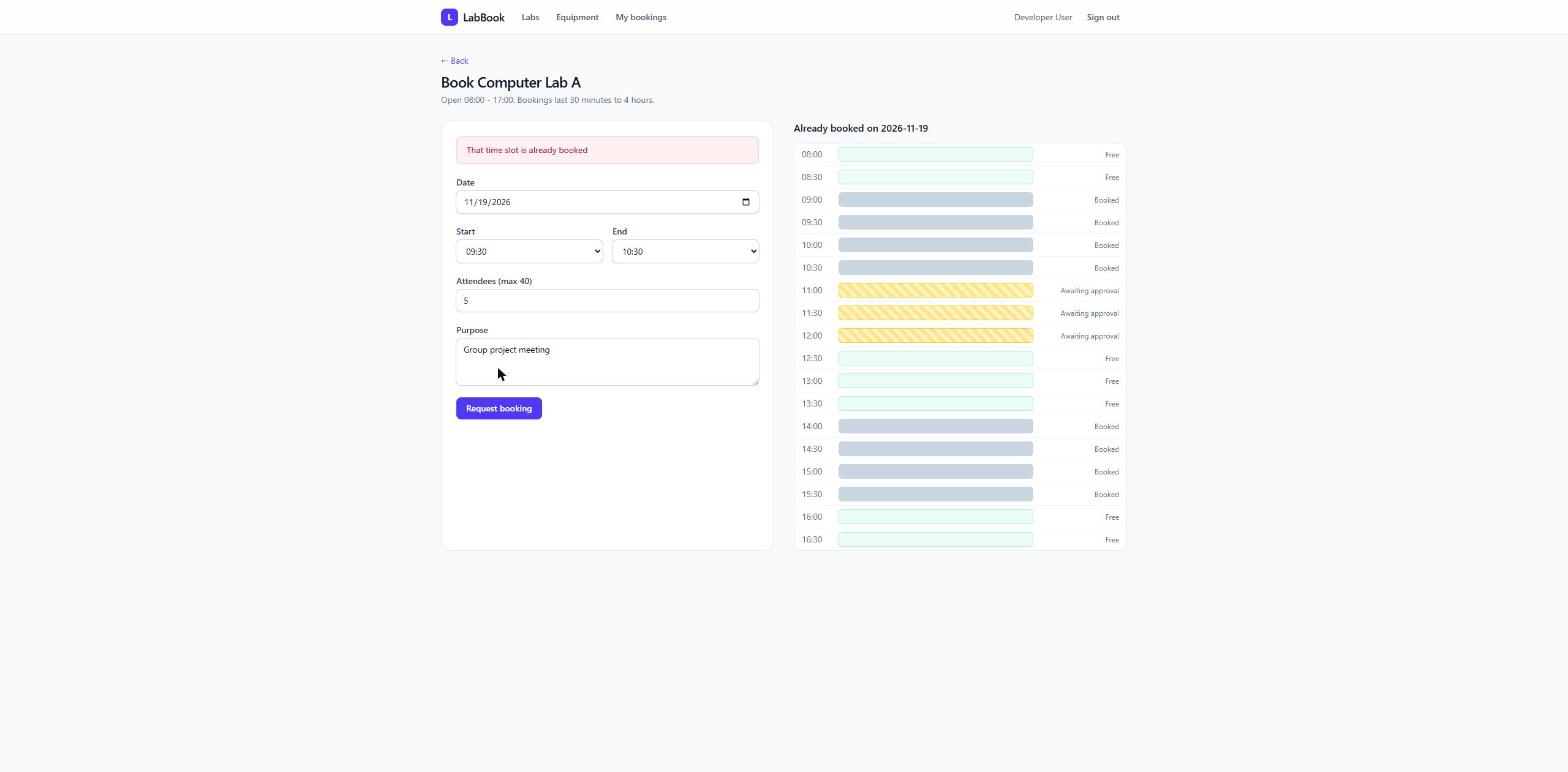 L LabBook Labs Equipment My bookings Developer User Sign out
← Back
Book Computer Lab A
Open 08:00 - 17:00. Bookings last 30 minutes to 4 hours.
That time slot is already booked
Date
11/19/2026
Start End
09:30 10:30
Attendees (max 40)
5
Purpose
Group project meeting
Request booking
Already booked on 2026-11-19
08:00 Free
08:30 Free
09:00 Booked
09:30 Booked
10:00 Booked
10:30 Booked
11:00 Awaiting approval
11:30 Awaiting approval
12:00 Awaiting approval
12:30 Free
13:00 Free
13:30 Free
14:00 Booked
14:30 Booked
15:00 Booked
15:30 Booked
16:00 Free
16:30 Free